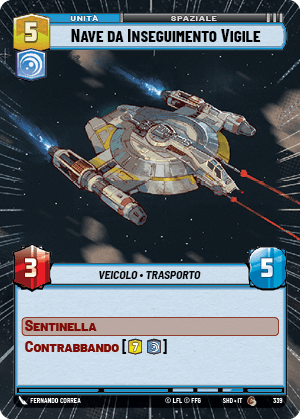 UNITÀ
SPAZIALE
5
Nave da Inseguimento Vigile
3
VEICOLO • TRASPORTO
5
Sentinella
Contrabbando [7]
FERNANDO CORREA
© LFL © FFG
SHD • IT
339